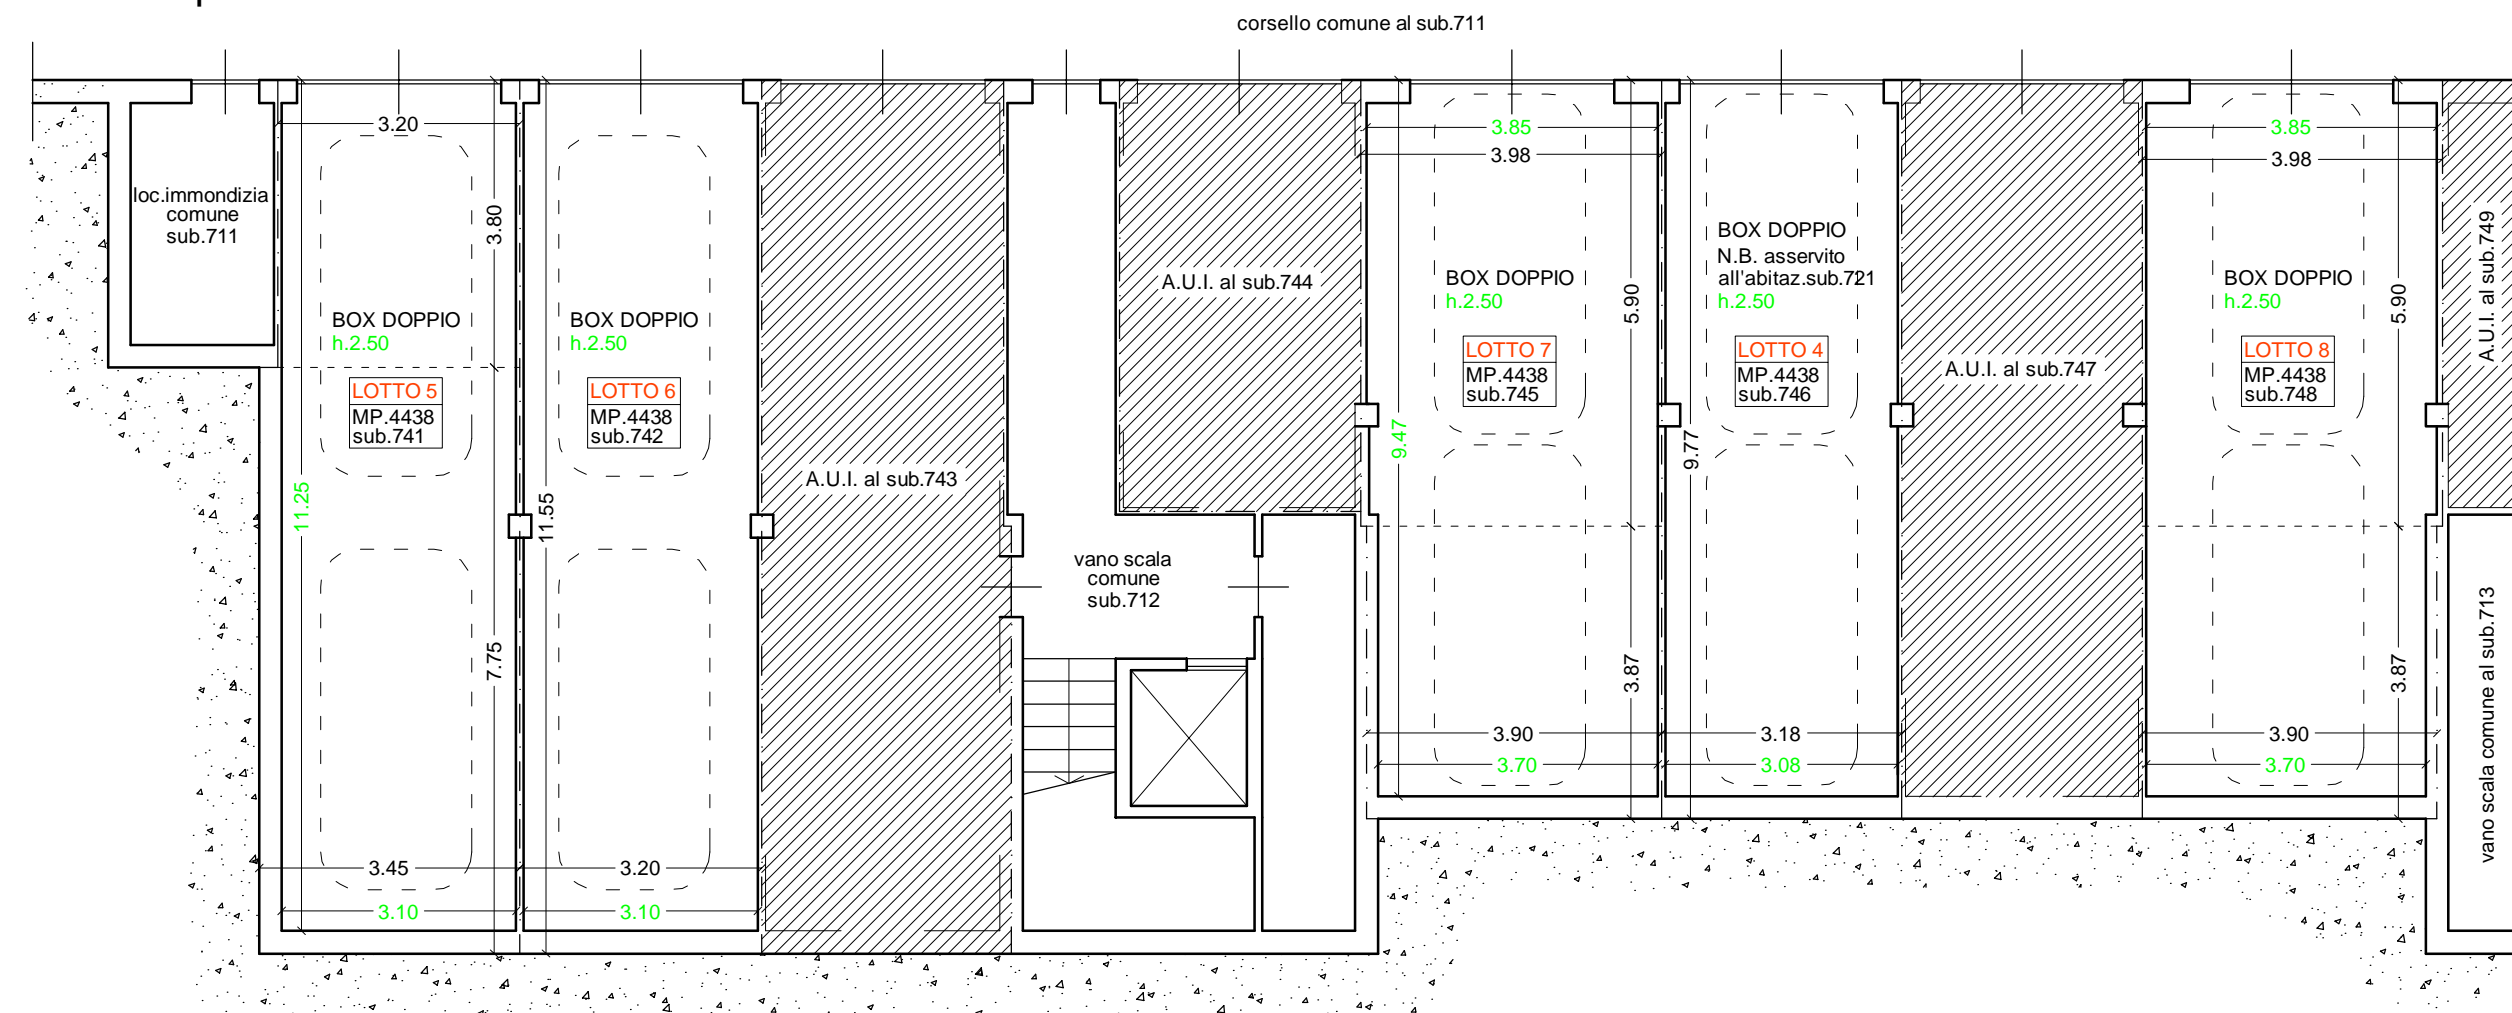 corsello comune al sub.711
loc.immondizia
comune
sub.711
3.20
3.80
BOX DOPPIO
h.2.50
LOTTO 5
MP.4438
sub.741
11.25
7.75
3.45
3.10
BOX DOPPIO
h.2.50
LOTTO 6
MP.4438
sub.742
11.55
3.20
3.10
A.U.I. al sub.743
vano scala
comune
sub.712
A.U.I. al sub.744
3.85
3.98
BOX DOPPIO
h.2.50
5.90
LOTTO 7
MP.4438
sub.745
9.47
3.87
3.90
3.70
BOX DOPPIO
N.B. asservito
all'abitaz.sub.721
h.2.50
LOTTO 4
MP.4438
sub.746
9.77
3.18
3.08
A.U.I. al sub.747
3.85
3.98
BOX DOPPIO
h.2.50
5.90
LOTTO 8
MP.4438
sub.748
3.87
3.90
3.70
A.U.I. al sub.749
vano scala comune al sub.713